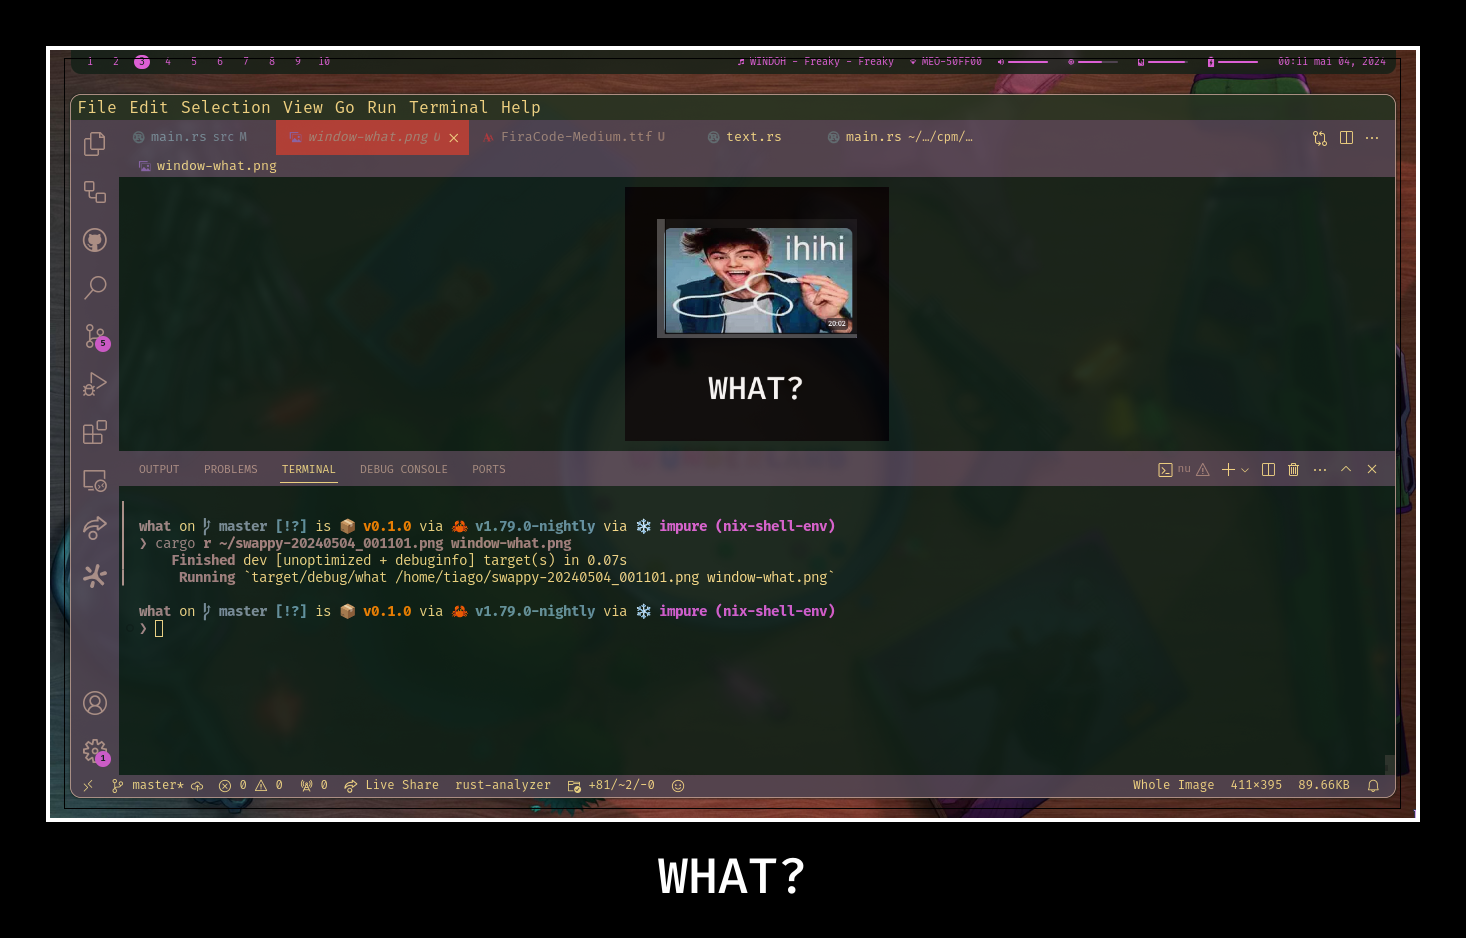 1 2 3 4 5 6 7 8 9 10 WINDOH - Freaky - Freaky MEO-50FF00 00:11 mai 04, 2024
File Edit Selection View Go Run Terminal Help
main.rs src M window-what.png U FiraCode-Medium.ttf U text.rs main.rs ~/…/cpm/…
window-what.png
ihihi
20:02
WHAT?
5
OUTPUT PROBLEMS TERMINAL DEBUG CONSOLE PORTS nu
what on master [!?] is 📦 v0.1.0 via 🦀 v1.79.0-nightly via ❄️ impure (nix-shell-env)
❯ cargo r ~/swappy-20240504_001101.png window-what.png
Finished dev [unoptimized + debuginfo] target(s) in 0.07s
Running `target/debug/what /home/tiago/swappy-20240504_001101.png window-what.png`
what on master [!?] is 📦 v0.1.0 via 🦀 v1.79.0-nightly via ❄️ impure (nix-shell-env)
❯
1
master* 0 0 0 Live Share rust-analyzer +81/~2/-0 Whole Image 411×395 89.66KB
WHAT?